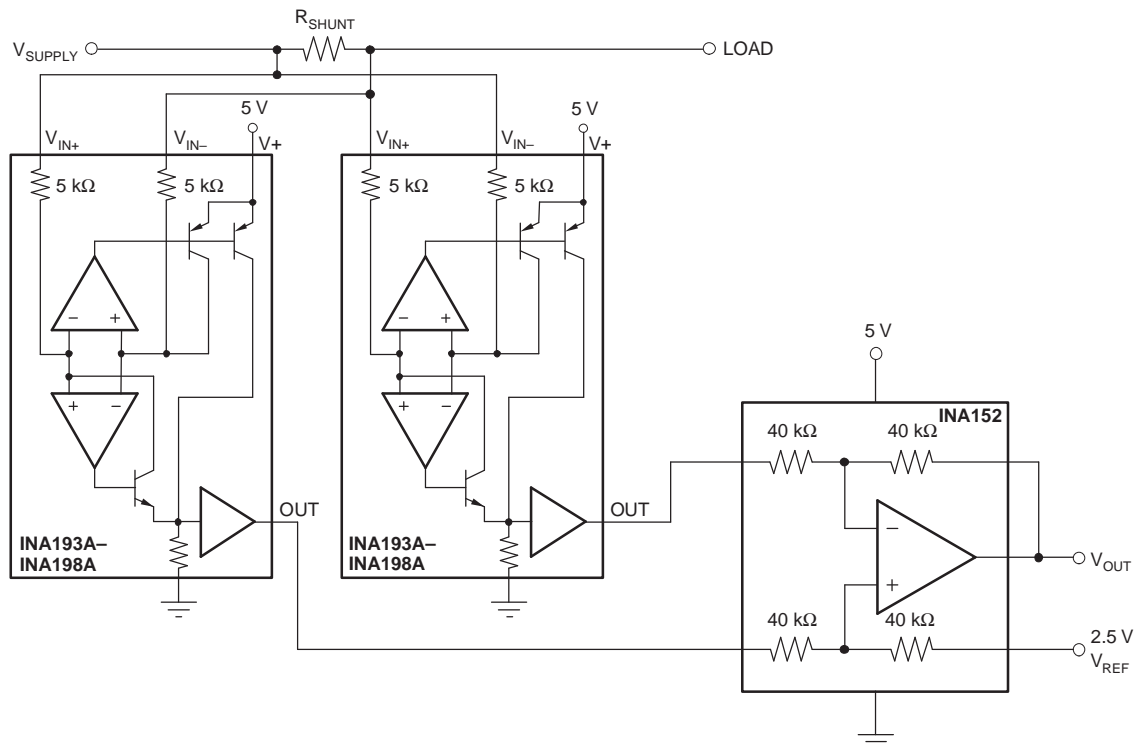 R_SHUNT
V_SUPPLY
LOAD
5 V
5 V
V_IN+
V_IN–
V+
V_IN+
V_IN–
V+
5 kΩ
5 kΩ
5 kΩ
5 kΩ
– +
– +
5 V
+ –
+ –
INA152
40 kΩ
40 kΩ
OUT
OUT
–
INA193A–
INA198A
INA193A–
INA198A
V_OUT
+
40 kΩ
40 kΩ
2.5 V
V_REF